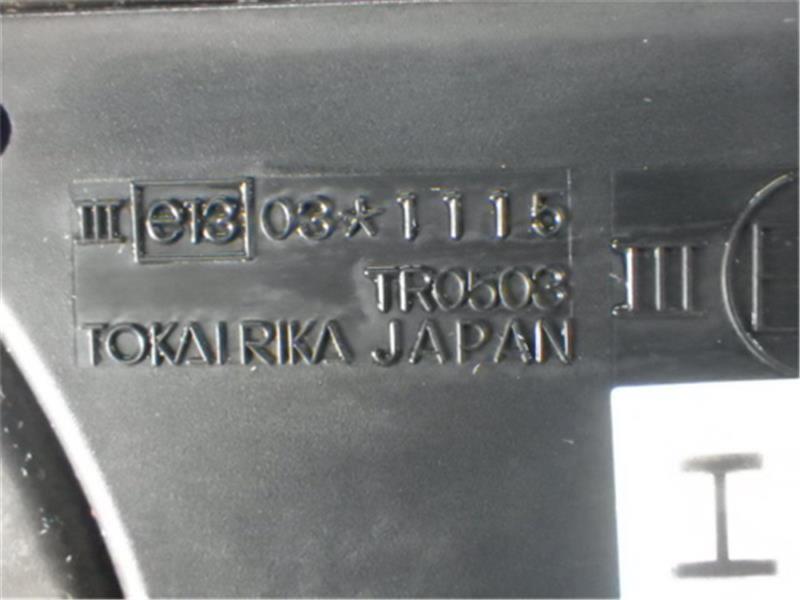 III e13 03*1115
TR0503
TOKAI RIKA JAPAN
III
I